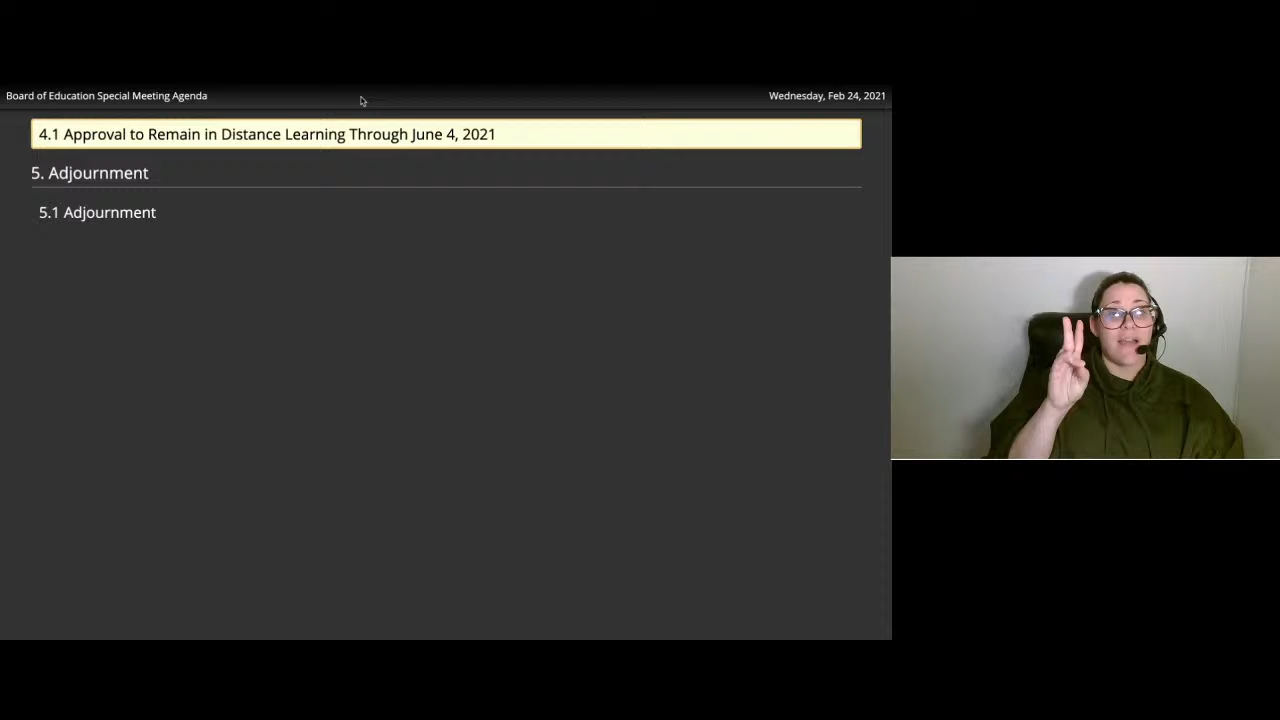 Board of Education Special Meeting Agenda
Wednesday, Feb 24, 2021
4.1 Approval to Remain in Distance Learning Through June 4, 2021
5. Adjournment
5.1 Adjournment